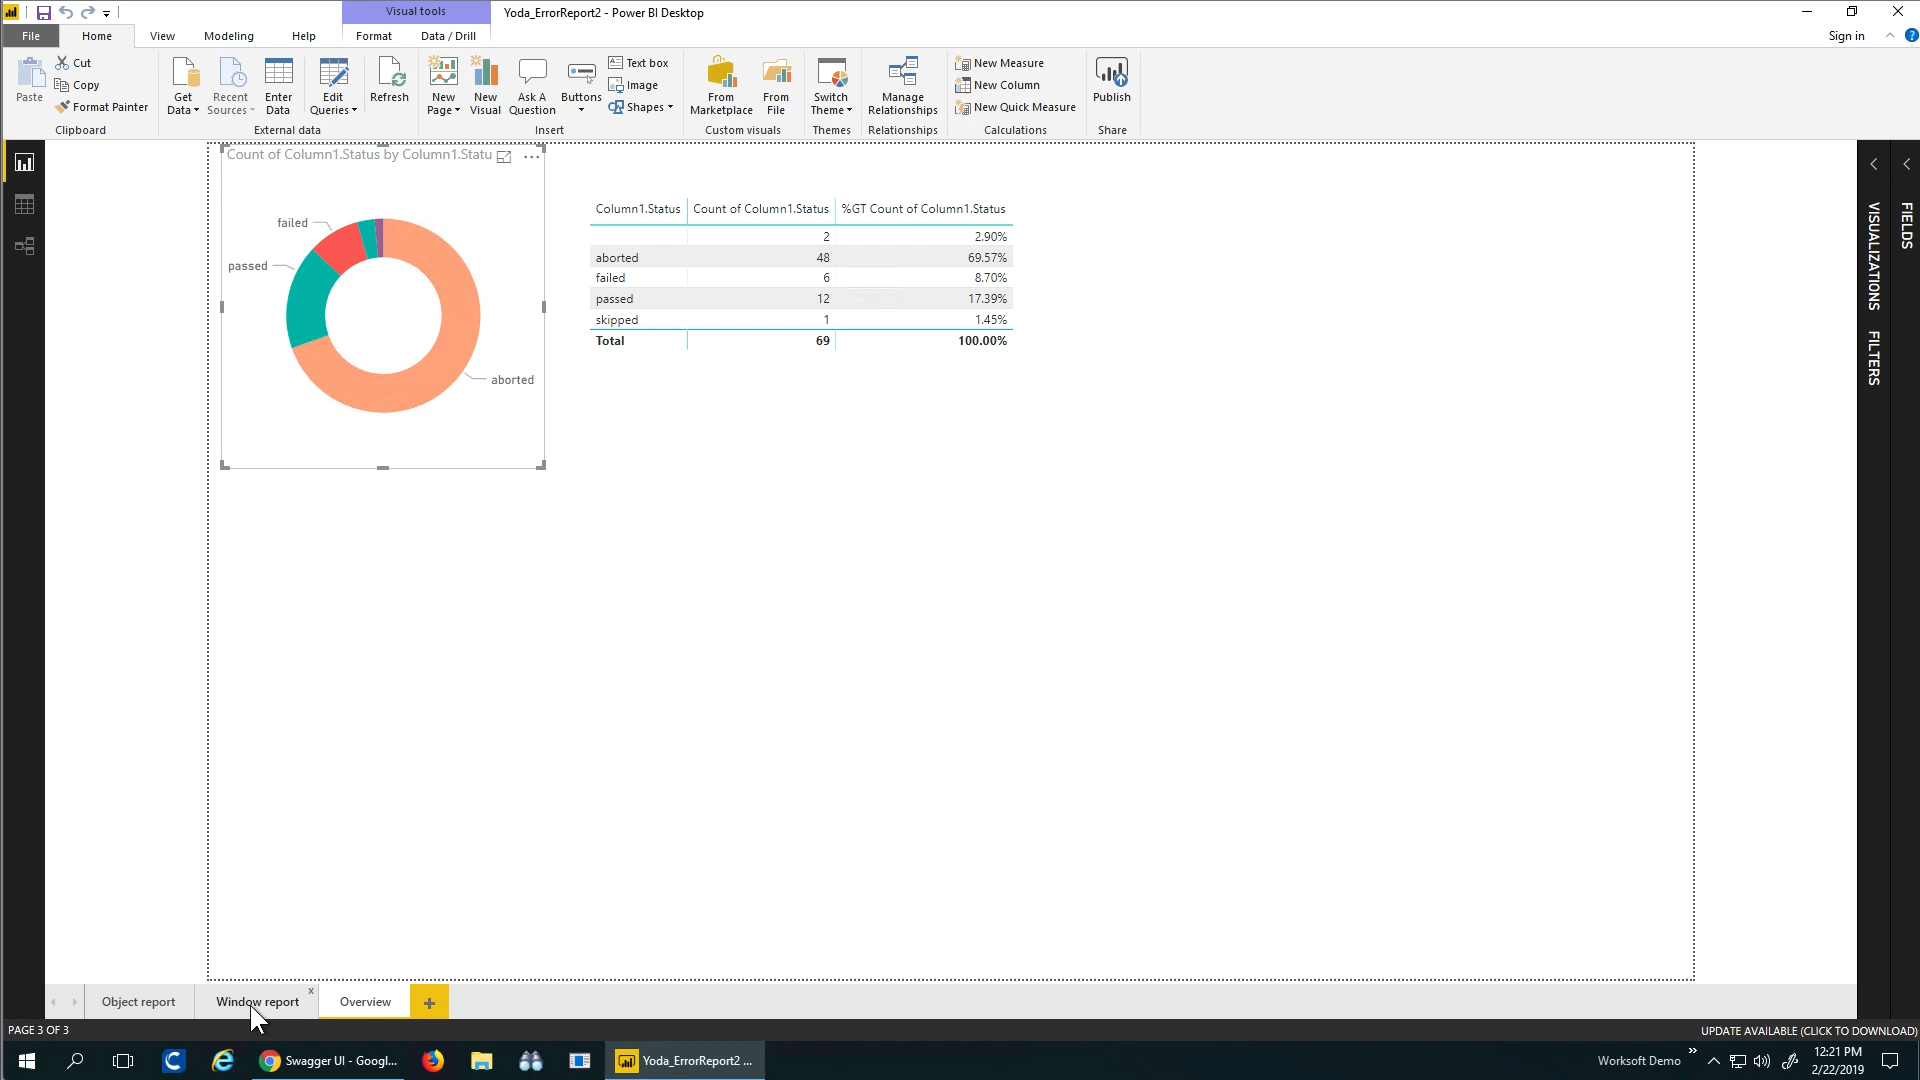 Visual tools
Yoda_ErrorReport2 - Power BI Desktop
File
Home
View
Modeling
Help
Format
Data / Drill
Sign in
Paste
Cut
Copy
Format Painter
Clipboard
Get Data
Recent Sources
Enter Data
Edit Queries
Refresh
External data
New Page
New Visual
Ask A Question
Buttons
Text box
Image
Shapes
Insert
From Marketplace
From File
Custom visuals
Switch Theme
Themes
Manage Relationships
Relationships
New Measure
New Column
New Quick Measure
Calculations
Publish
Share
Count of Column1.Status by Column1.Statu
failed
passed
aborted
Column1.Status Count of Column1.Status %GT Count of Column1.Status
2 2.90%
aborted 48 69.57%
failed 6 8.70%
passed 12 17.39%
skipped 1 1.45%
Total 69 100.00%
VISUALIZATIONS
FILTERS
FIELDS
Object report
Window report
x
Overview
PAGE 3 OF 3
UPDATE AVAILABLE (CLICK TO DOWNLOAD)
Swagger UI - Googl...
Yoda_ErrorReport2 ...
Worksoft Demo
12:21 PM
2/22/2019